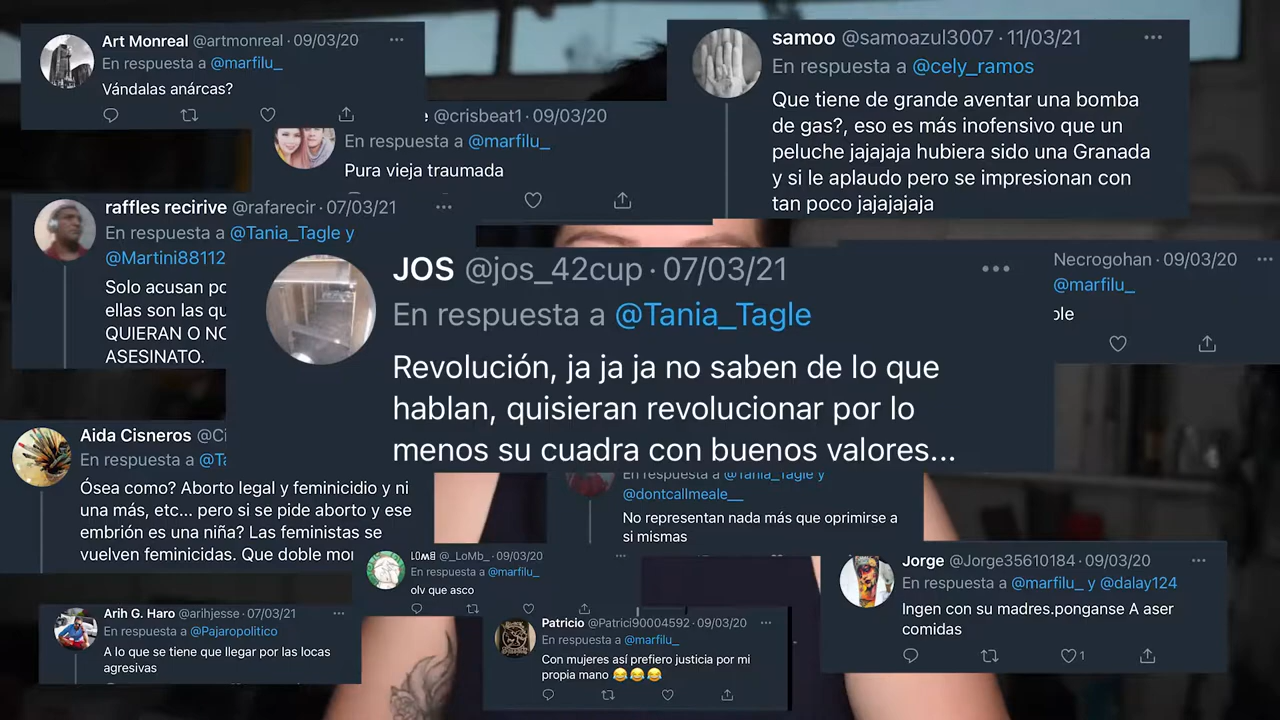 Art Monreal @artmonreal · 09/03/20
En respuesta a @marfilu_
Vándalas anárcas?
@crisbeat1 · 09/03/20
En respuesta a @marfilu_
Pura vieja traumada
samoo @samoazul3007 · 11/03/21
En respuesta a @cely_ramos
Que tiene de grande aventar una bomba
de gas?, eso es más inofensivo que un
peluche jajajaja hubiera sido una Granada
y si le aplaudo pero se impresionan con
tan poco jajajajaja
raffles recirive @rafarecir · 07/03/21
En respuesta a @Tania_Tagle y
@Martini88112
Solo acusan
ellas son las
QUIERAN O
ASESINATO.
JOS @jos_42cup · 07/03/21
En respuesta a @Tania_Tagle
Revolución, ja ja ja no saben de lo que
hablan, quisieran revolucionar por lo
menos su cuadra con buenos valores...
Necrogohan · 09/03/20
@marfilu_
Aida Cisneros
En respuesta a
Ósea como? Aborto legal y feminicidio y ni
una más, etc... pero si se pide aborto y ese
embrión es una niña? Las feministas se
vuelven feminicidas. Que doble
En respuesta a @Tania_Tagle y
@dontcallmeale__
No representan nada más que oprimirse a
si mismas
@_LoMb_ · 09/03/20
En respuesta a @marfilu_
olv que asco
Jorge @Jorge35610184 · 09/03/20
En respuesta a @marfilu_ y @dalay124
Ingen con su madres.ponganse A aser
comidas
1
Arih G. Haro @arihjesse · 07/03/21
En respuesta a @Pajaropolitico
A lo que se tiene que llegar por las locas
agresivas
Patricio @Patrici90004592 · 09/03/20
En respuesta a @marfilu_
Con mujeres así prefiero justicia por mi
propia mano 😂😂😂